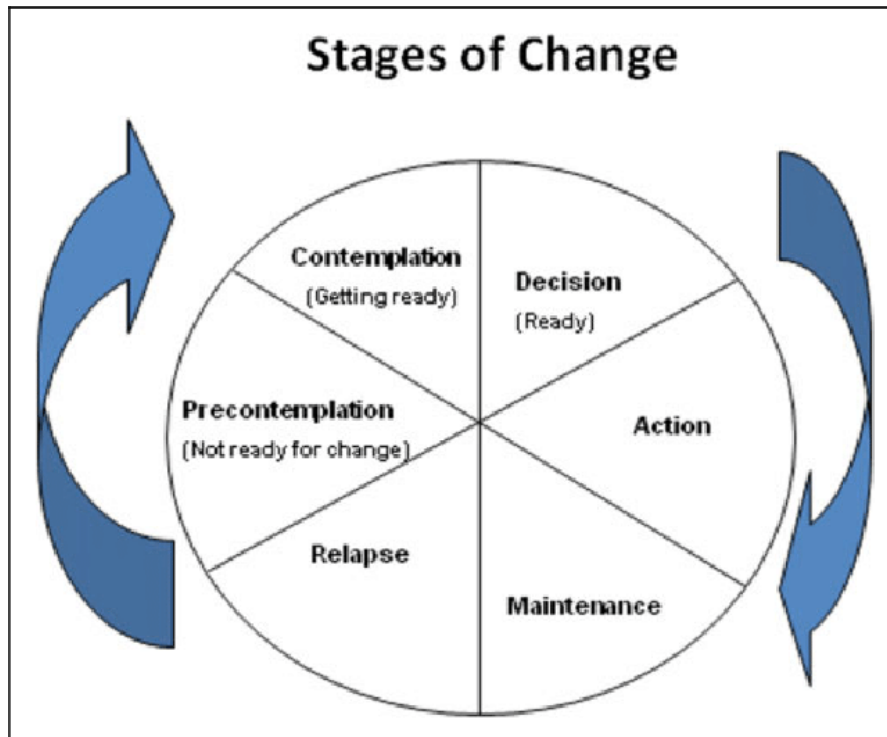 Stages of Change
Contemplation
(Getting ready)
Decision
(Ready)
Precontemplation
(Not ready for change)
Action
Relapse
Maintenance